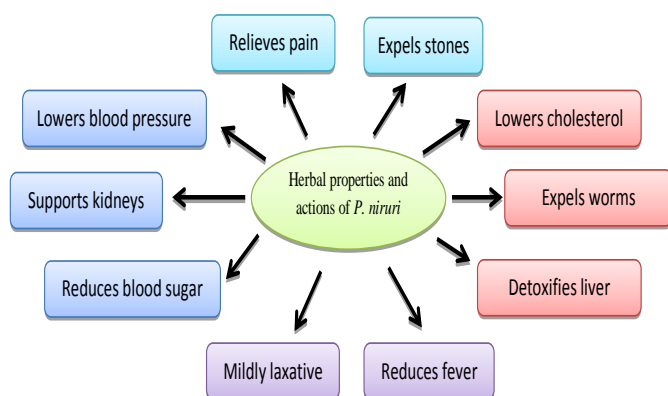 Relieves pain
Expels stones
Lowers blood pressure
Lowers cholesterol
Herbal properties and
actions of P. niruri
Supports kidneys
Expels worms
Reduces blood sugar
Detoxifies liver
Mildly laxative
Reduces fever